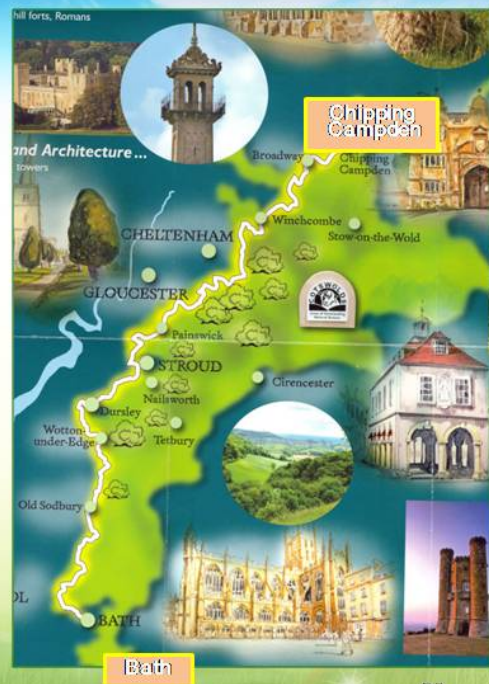 hill forts, Romans
Chipping
Campden
and Architecture...
towers
Broadway
Chipping
Campden
Winchcombe
Stow-on-the-Wold
CHELTENHAM
GLOUCESTER
COTSWOLDS
Painswick
STROUD
Cirencester
Nailsworth
Dursley
Wotton-
under-Edge
Tetbury
Old Sodbury
OL
BATH
Bath